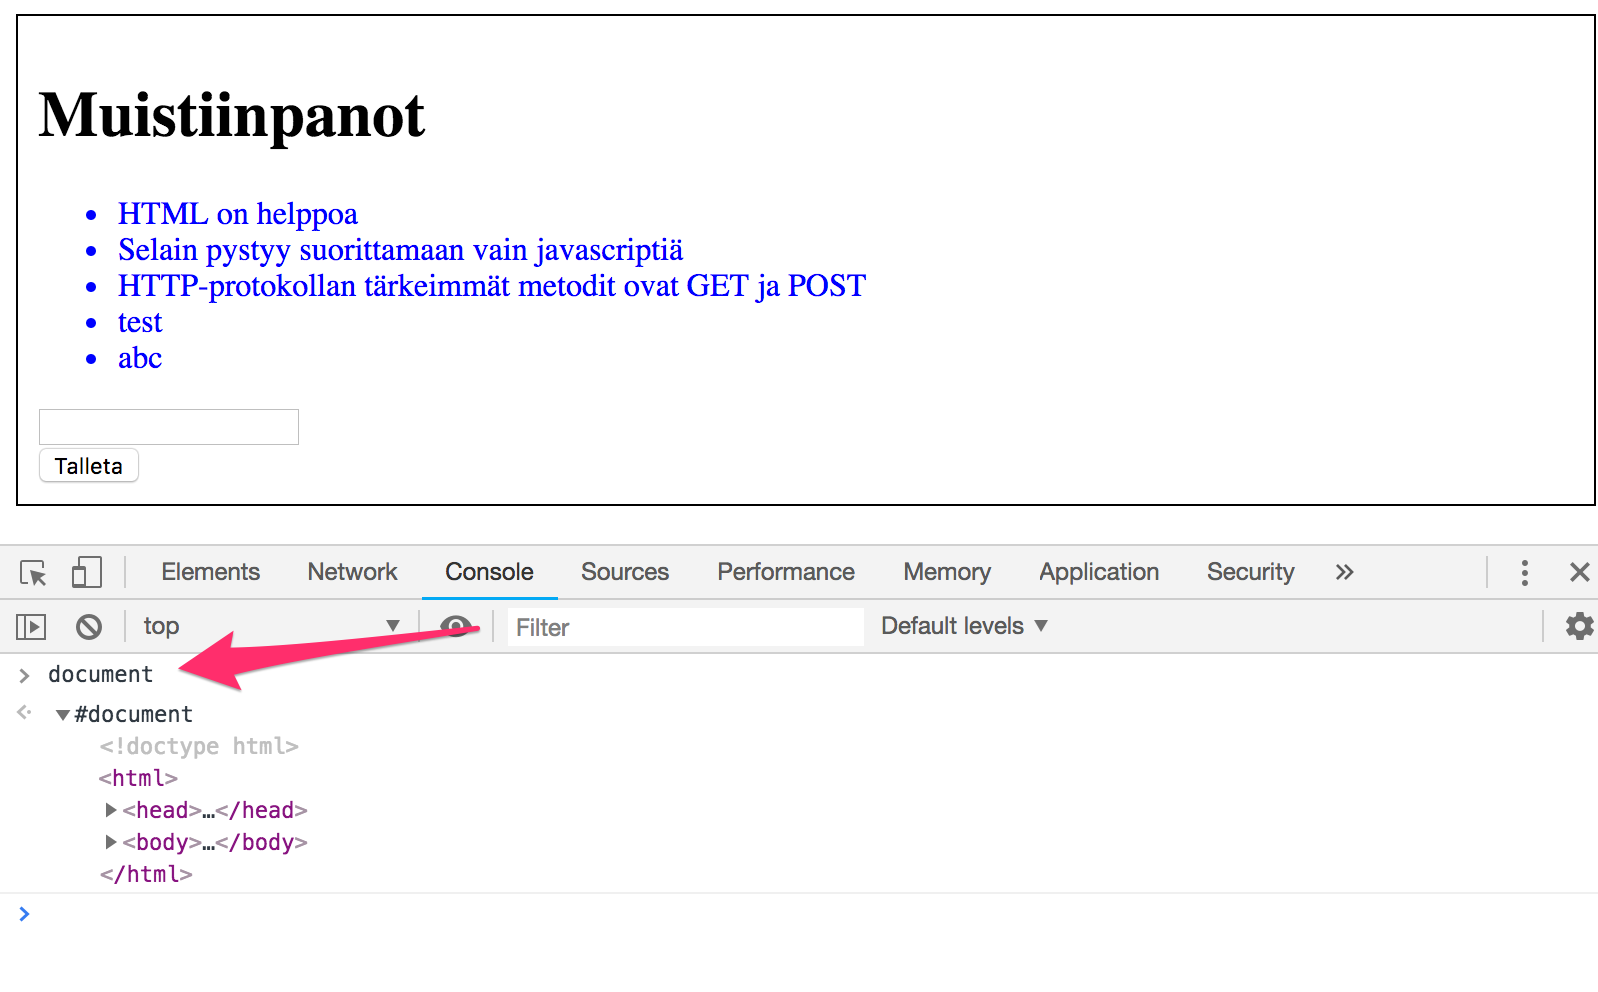 Muistiinpanot
HTML on helppoa
Selain pystyy suorittamaan vain javascriptiä
HTTP-protokollan tärkeimmät metodit ovat GET ja POST
test
abc
Talleta
Elements Network Console Sources Performance Memory Application Security »
top ▼ Filter Default levels ▼
> document
▼#document
<!doctype html>
<html>
▶<head>…</head>
▶<body>…</body>
</html>
>